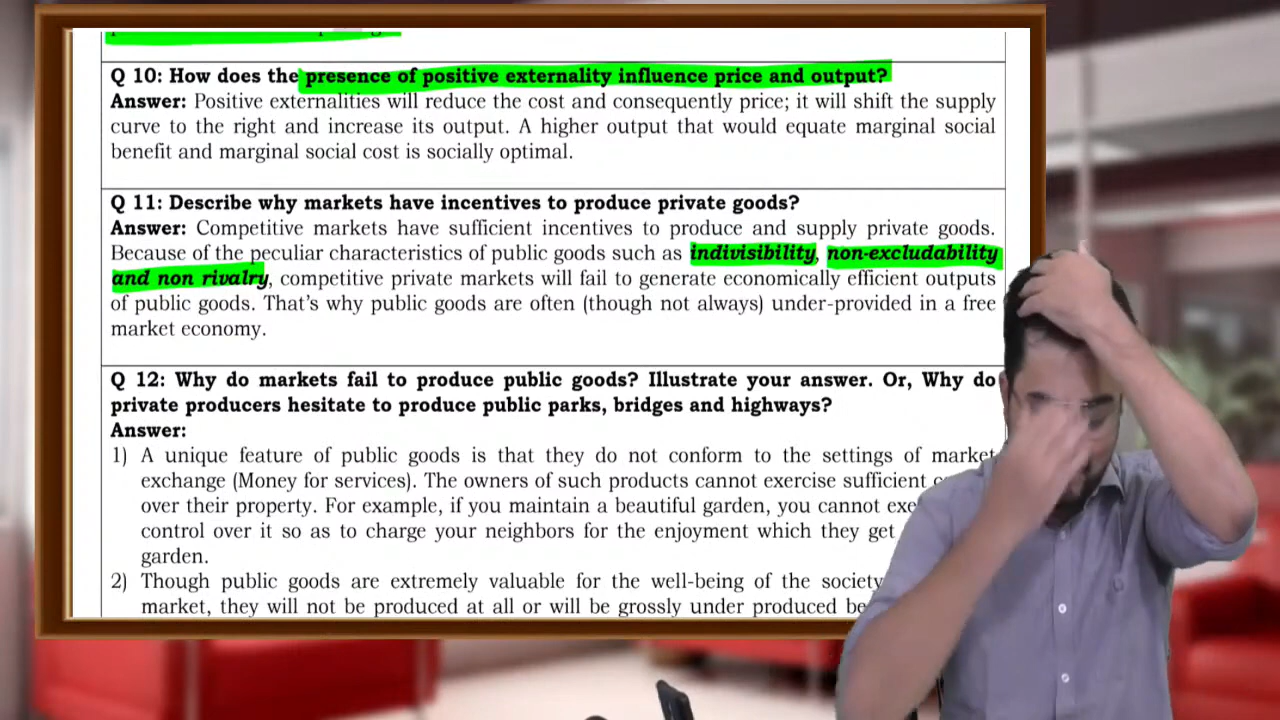 Q 10: How does the presence of positive externality influence price and output?
Answer: Positive externalities will reduce the cost and consequently price; it will shift the supply
curve to the right and increase its output. A higher output that would equate marginal social
benefit and marginal social cost is socially optimal.
Q 11: Describe why markets have incentives to produce private goods?
Answer: Competitive markets have sufficient incentives to produce and supply private goods.
Because of the peculiar characteristics of public goods such as indivisibility, non-excludability
and non rivalry, competitive private markets will fail to generate economically efficient outputs
of public goods. That's why public goods are often (though not always) under-provided in a free
market economy.
Q 12: Why do markets fail to produce public goods? Illustrate your answer. Or, Why do
private producers hesitate to produce public parks, bridges and highways?
Answer:
1) A unique feature of public goods is that they do not conform to the settings of market
exchange (Money for services). The owners of such products cannot exercise sufficient
over their property. For example, if you maintain a beautiful garden, you cannot
control over it so as to charge your neighbors for the enjoyment which they get
garden.
2) Though public goods are extremely valuable for the well-being of the society
market, they will not be produced at all or will be grossly under produced